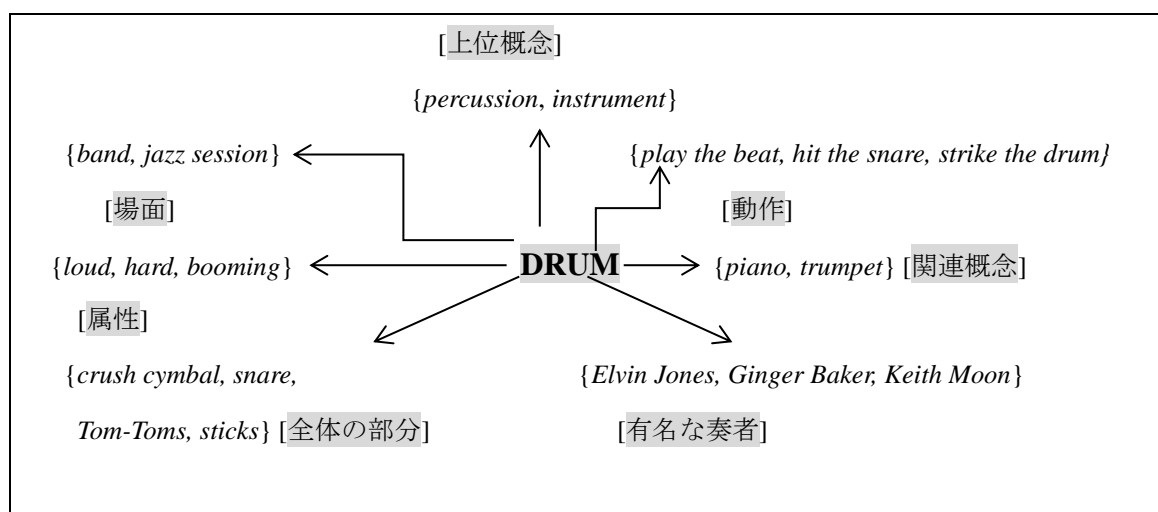 [上位概念]
{percussion, instrument}
{band, jazz session}
{play the beat, hit the snare, strike the drum}
[場面]
[動作]
{loud, hard, booming}
DRUM
{piano, trumpet} [関連概念]
[属性]
{crush cymbal, snare,
{Elvin Jones, Ginger Baker, Keith Moon}
Tom-Toms, sticks} [全体の部分]
[有名な奏者]